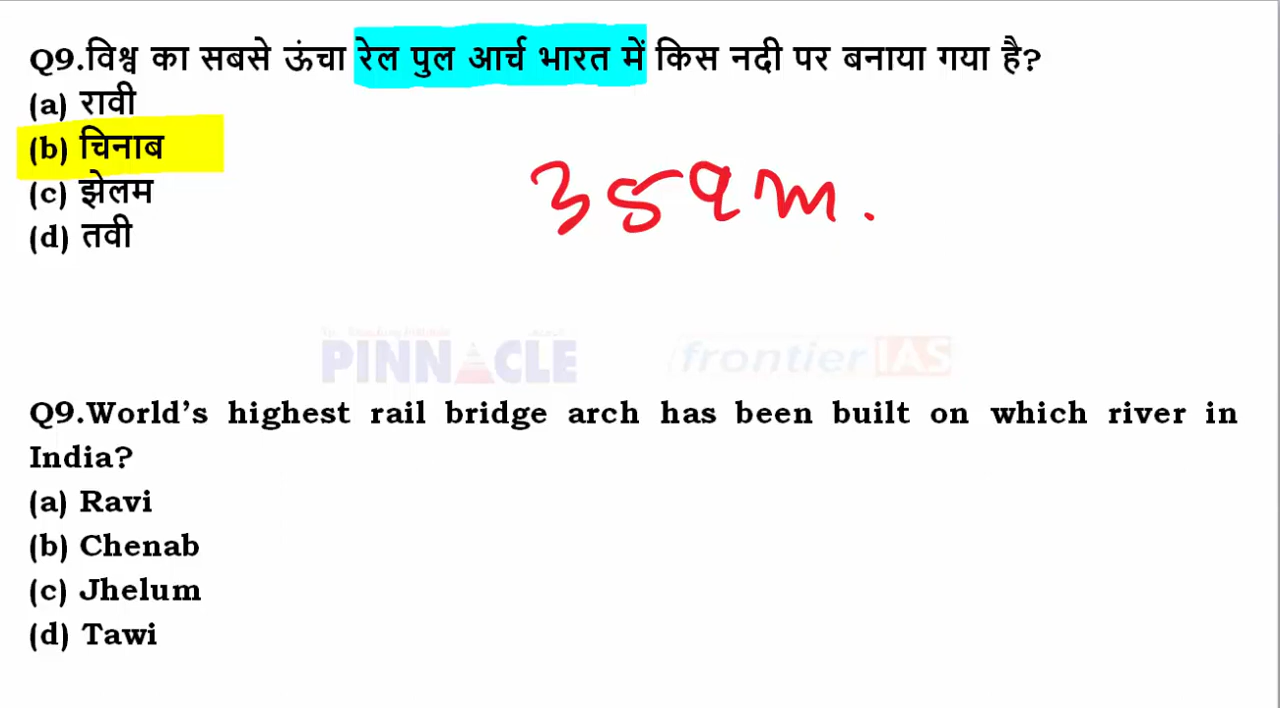 Q9.विश्व का सबसे ऊंचा रेल पुल आर्च भारत में किस नदी पर बनाया गया है?
(a) रावी
(b) चिनाब
(c) झेलम
(d) तवी
359m.
PINNACLE frontier IAS
Q9.World’s highest rail bridge arch has been built on which river in
India?
(a) Ravi
(b) Chenab
(c) Jhelum
(d) Tawi